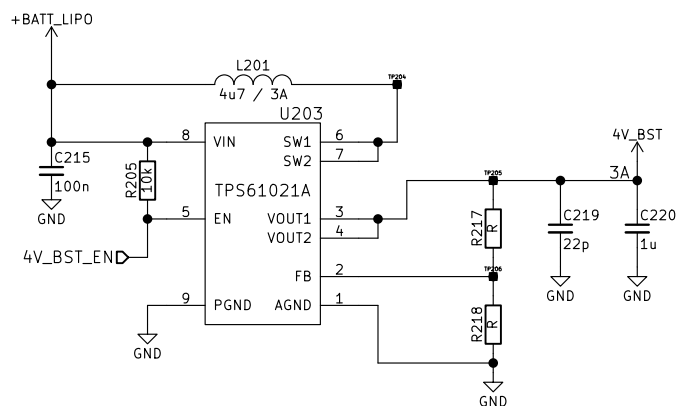 +BATT_LIPO
L201
4u7 / 3A
TP204
U203
C215
100n
GND
R205
10k
8 VIN
SW1 6
SW2 7
TPS61021A
5 EN
VOUT1 3
VOUT2 4
4V_BST_EN
FB 2
9 PGND
AGND 1
GND
TP205
R217
R
TP206
R218
R
GND
4V_BST
3A
C219
22p
GND
C220
1u
GND